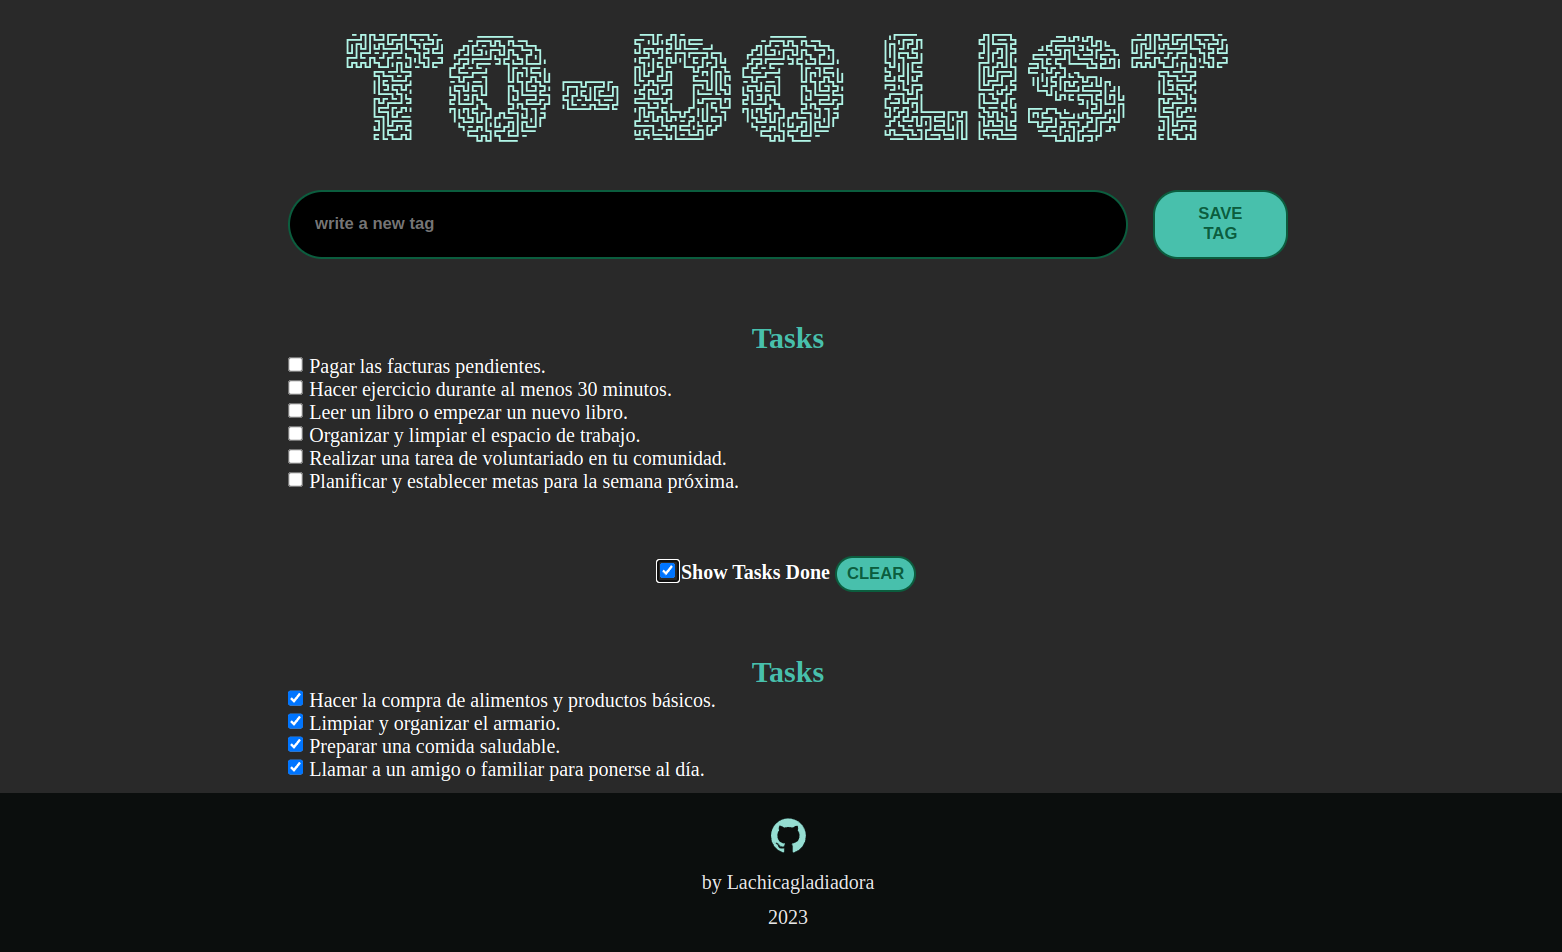 TO-DO LIST
write a new tag
SAVE
TAG
Tasks
Pagar las facturas pendientes.
Hacer ejercicio durante al menos 30 minutos.
Leer un libro o empezar un nuevo libro.
Organizar y limpiar el espacio de trabajo.
Realizar una tarea de voluntariado en tu comunidad.
Planificar y establecer metas para la semana próxima.
Show Tasks Done CLEAR
Tasks
Hacer la compra de alimentos y productos básicos.
Limpiar y organizar el armario.
Preparar una comida saludable.
Llamar a un amigo o familiar para ponerse al día.
by Lachicagladiadora
2023